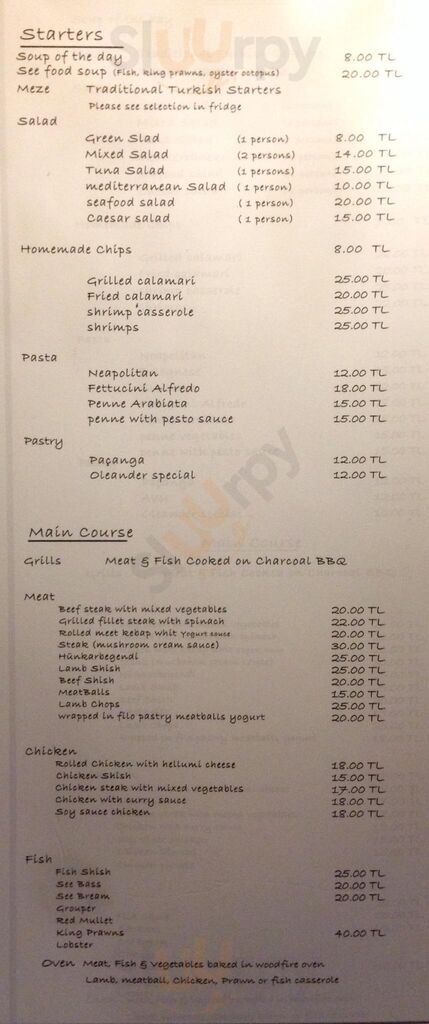 Starters
Soup of the day 8.00 TL
See food soup (Fish, king prawns, oyster octopus) 20.00 TL
Meze Traditional Turkish Starters
Please see selection in fridge
Salad
Green Slad (1 person) 8.00 TL
Mixed Salad (2 persons) 14.00 TL
Tuna Salad (1 person) 15.00 TL
mediterranean Salad (1 person) 10.00 TL
seafood salad (1 person) 20.00 TL
Caesar salad (1 person) 15.00 TL
Homemade Chips 8.00 TL
Grilled calamari 25.00 TL
Fried calamari 20.00 TL
shrimp casserole 25.00 TL
shrimps 25.00 TL
Pasta
Neapolitan 12.00 TL
Fettucini Alfredo 18.00 TL
Penne Arabiata 15.00 TL
penne with pesto sauce 15.00 TL
Pastry
Paçanga 12.00 TL
Oleander special 12.00 TL
Main Course
Grills Meat & Fish Cooked on Charcoal BBQ
Meat
Beef steak with mixed vegetables 20.00 TL
Grilled fillet steak with spinach 22.00 TL
Rolled meet kebap whit Yogurt sauce 20.00 TL
Steak (mushroom cream sauce) 30.00 TL
Hünkarbegendi 25.00 TL
Lamb Shish 25.00 TL
Beef Shish 20.00 TL
MeatBalls 15.00 TL
Lamb Chops 25.00 TL
wrapped in filo pastry meatballs yogurt 20.00 TL
Chicken
Rolled Chicken with hellumi cheese 18.00 TL
Chicken Shish 15.00 TL
Chicken steak with mixed vegetables 17.00 TL
Chicken with curry sauce 18.00 TL
Soy sauce chicken 18.00 TL
Fish
Fish Shish 25.00 TL
See Bass 20.00 TL
See Bream 20.00 TL
Grouper
Red Mullet
King Prawns 40.00 TL
Lobster
Oven Meat, Fish & Vegetables baked in woodfire oven
Lamb, meatball, Chicken, Prawn or fish casserole